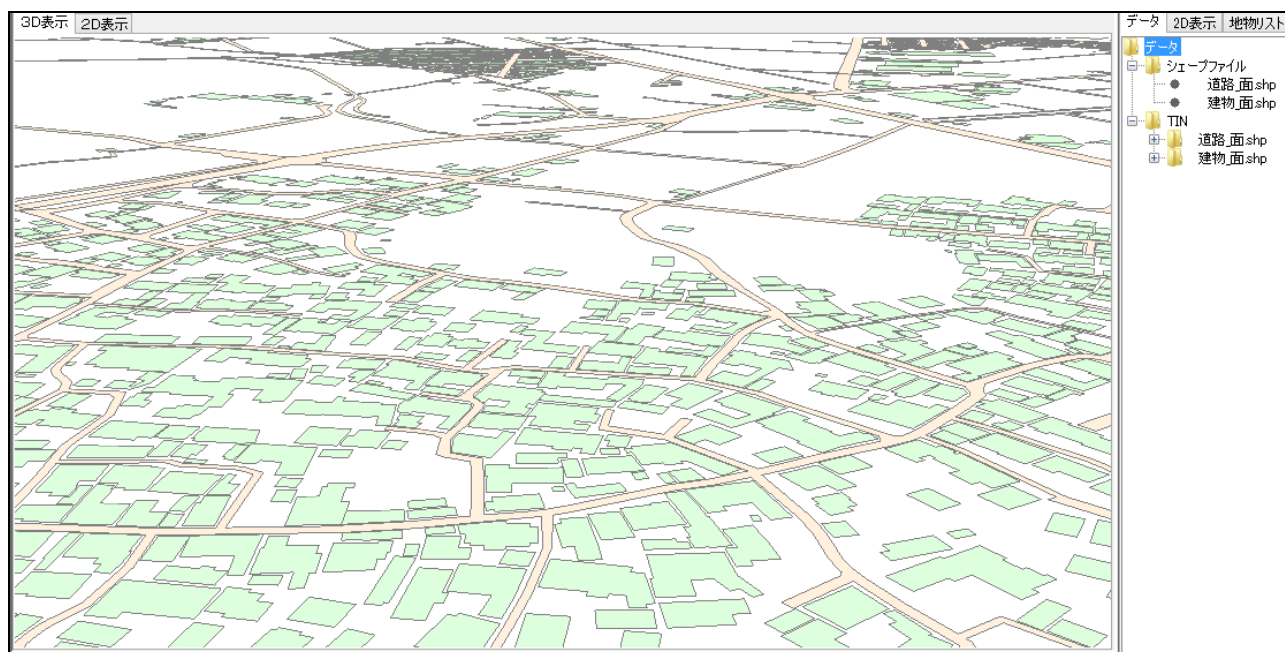 3D表示 2D表示
データ 2D表示 地物リスト
データ
シェープファイル
道路_面.shp
建物_面.shp
TIN
道路_面.shp
建物_面.shp